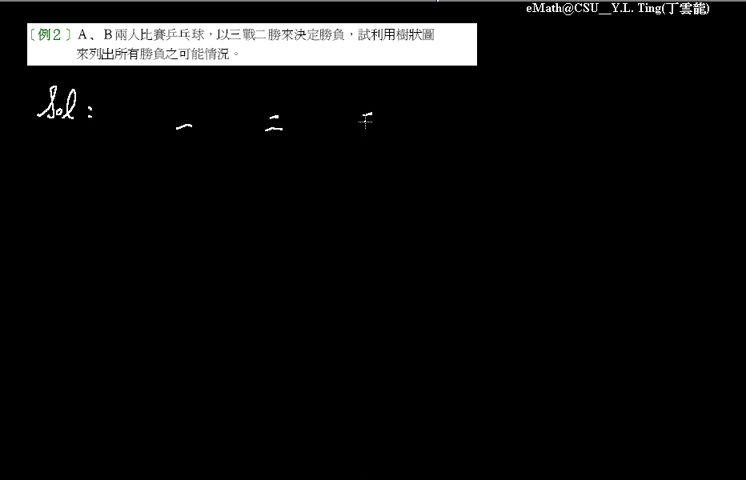 eMath@CSU__Y.L. Ting(丁雲龍)
〔例2〕A、B兩人比賽乒乓球，以三戰二勝來決定勝負，試利用樹狀圖
來列出所有勝負之可能情況。
Sol:
一 二